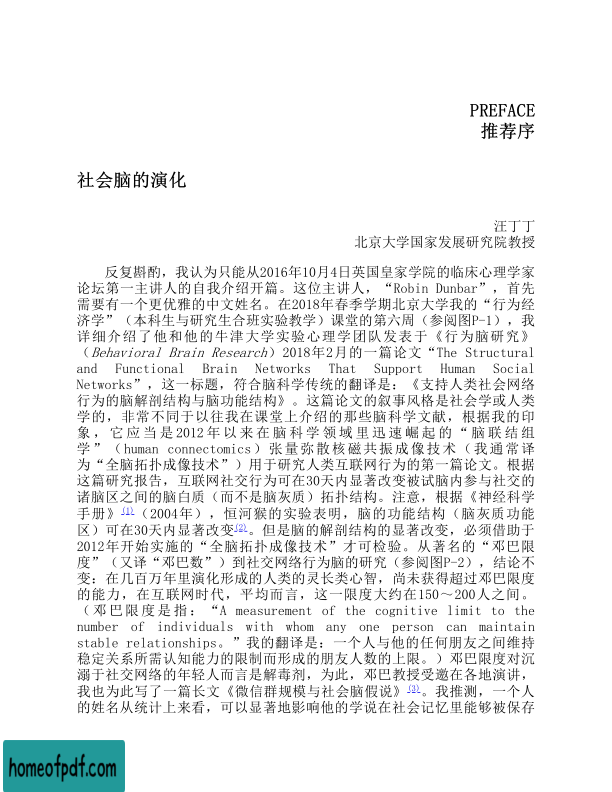 PREFACE
推荐序
社会脑的演化
汪丁丁
北京大学国家发展研究院教授
反复斟酌，我认为只能从2016年10月4日英国皇家学院的临床心理学家
论坛第一主讲人的自我介绍开篇。这位主讲人，“Robin Dunbar”，首先
需要有一个更优雅的中文姓名。在2018年春季学期北京大学我的“行为经
济学”（本科生与研究生合班实验教学）课堂的第六周（参阅图P-1），我
详细介绍了他和他的牛津大学实验心理学团队发表于《行为脑研究》
（Behavioral Brain Research）2018年2月的一篇论文“The Structural
and Functional Brain Networks That Support Human Social
Networks”，这一标题，符合脑科学传统的翻译是：《支持人类社会网络
行为的脑解剖结构与脑功能结构》。这篇论文的叙事风格是社会学或人类
学的，非常不同于以往我在课堂上介绍的那些脑科学文献，根据我的印
象，它应当是2012年以来在脑科学领域里迅速崛起的“脑联结组
学”（human connectomics）张量弥散核磁共振成像技术（我通常译
为“全脑拓扑成像技术”）用于研究人类互联网行为的第一篇论文。根据
这篇研究报告，互联网社交行为可在30天内显著改变被试脑内参与社交的
诸脑区之间的脑白质（而不是脑灰质）拓扑结构。注意，根据《神经科学
手册》(1)（2004年），恒河猴的实验表明，脑的功能结构（脑灰质功能
区）可在30天内显著改变(2)。但是脑的解剖结构的显著改变，必须借助于
2012年开始实施的“全脑拓扑成像技术”才可检验。从著名的“邓巴限
度”（又译“邓巴数”）到社交网络行为脑的研究（参阅图P-2），结论不
变：在几百万年里演化形成的人类的灵长类心智，尚未获得超过邓巴限度
的能力，在互联网时代，平均而言，这一限度大约在150～200人之间。
（邓巴限度是指：“A measurement of the cognitive limit to the
number of individuals with whom any one person can maintain
stable relationships。”我的翻译是：一个人与他的任何朋友之间维持
稳定关系所需认知能力的限制而形成的朋友人数的上限。）邓巴限度对沉
溺于社交网络的年轻人而言是解毒剂，为此，邓巴教授受邀在各地演讲，
我也为此写了一篇长文《微信群规模与社会脑假说》(3)。我推测，一个人
的姓名从统计上来看，可以显著地影响他的学说在社会记忆里能够被保存
homeofpdf.com